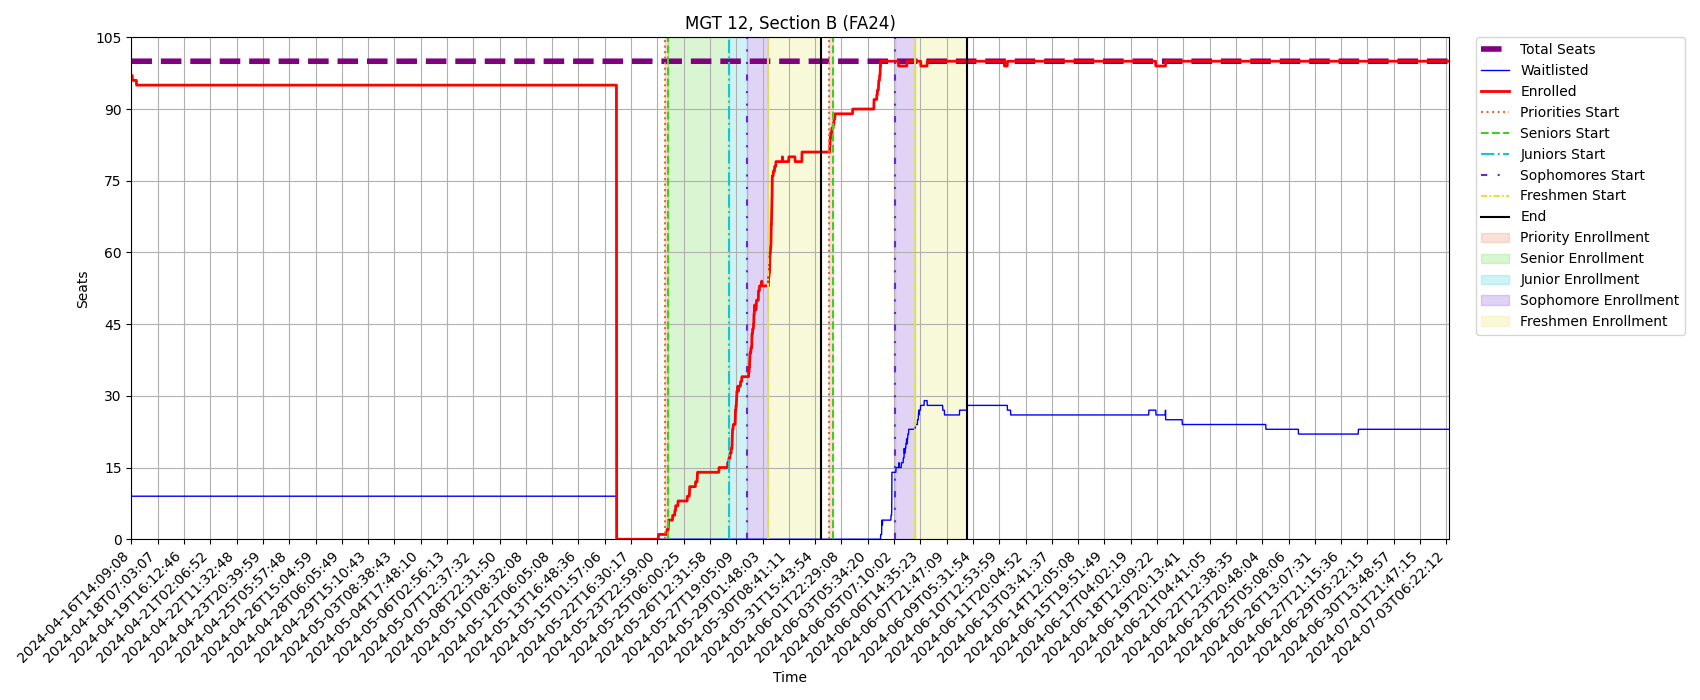 MGT 12, Section B (FA24)
105
90
75
60
45
30
15
0
Seats
2024-04-16T14:09:08
2024-04-18T07:03:07
2024-04-19T16:12:46
2024-04-21T02:06:52
2024-04-22T11:32:48
2024-04-23T20:39:59
2024-04-25T05:57:48
2024-04-26T15:04:59
2024-04-28T06:05:49
2024-04-29T15:10:43
2024-05-03T08:38:43
2024-05-04T17:48:10
2024-05-06T02:56:13
2024-05-07T12:37:32
2024-05-08T22:31:50
2024-05-10T08:32:08
2024-05-12T06:05:08
2024-05-13T16:48:36
2024-05-15T01:57:06
2024-05-22T16:30:17
2024-05-23T22:59:00
2024-05-25T06:00:25
2024-05-26T12:31:58
2024-05-27T19:05:09
2024-05-29T01:48:03
2024-05-30T08:41:11
2024-05-31T15:43:54
2024-06-01T22:29:08
2024-06-03T05:34:20
2024-06-05T07:10:02
2024-06-06T14:35:23
2024-06-07T21:47:09
2024-06-09T05:31:54
2024-06-10T12:53:59
2024-06-11T20:04:52
2024-06-13T03:41:37
2024-06-14T12:05:08
2024-06-15T19:51:49
2024-06-17T04:02:19
2024-06-18T12:09:22
2024-06-19T20:13:41
2024-06-21T04:41:05
2024-06-22T12:38:35
2024-06-23T20:48:04
2024-06-25T05:08:06
2024-06-26T13:07:31
2024-06-27T21:15:36
2024-06-29T05:22:15
2024-06-30T13:48:57
2024-07-01T21:47:15
2024-07-03T06:22:12
Time
Total Seats
Waitlisted
Enrolled
Priorities Start
Seniors Start
Juniors Start
Sophomores Start
Freshmen Start
End
Priority Enrollment
Senior Enrollment
Junior Enrollment
Sophomore Enrollment
Freshmen Enrollment